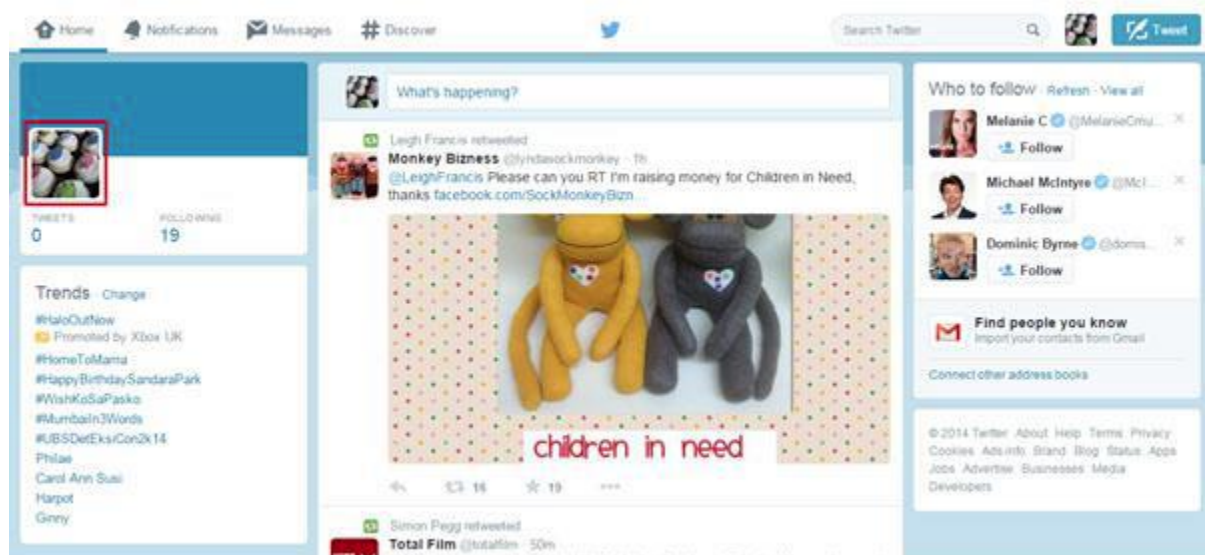 Home Notifications Messages # Discover
Search Twitter
Tweet
TWEETS FOLLOWING
0 19
Trends · Change
#HaloOutNow
Promoted by Xbox UK
#HomeToMama
#HappyBirthdaySandaraPark
#WishKoSaPasko
#MumbaiIn3Words
#UBSDetEksiCon2k14
Philae
Carol Ann Susi
Harpot
Ginny
What's happening?
Leigh Francis retweeted
Monkey Bizness @lyndasockmonkey · 1h
@LeighFrancis Please can you RT I'm raising money for Children in Need,
thanks facebook.com/SockMonkeyBizn...
children in need
16 19
Simon Pegg retweeted
Total Film @totalfilm · 50m
Who to follow · Refresh · View all
Melanie C @MelanieCmu...
Follow
Michael McIntyre @McI...
Follow
Dominic Byrne @domis...
Follow
Find people you know
Import your contacts from Gmail
Connect other address books
© 2014 Twitter About Help Terms Privacy
Cookies Ads info Brand Blog Status Apps
Jobs Advertise Businesses Media
Developers